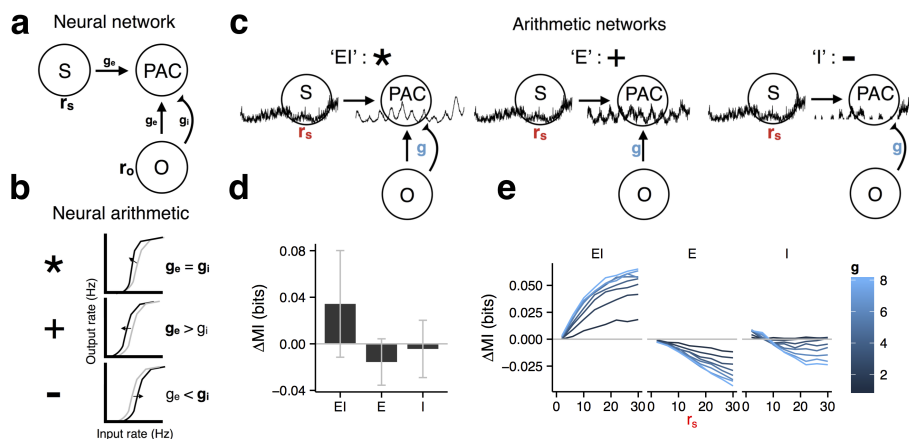 a Neural network
S
gₑ
PAC
rₛ
gₑ
gᵢ
rₒ
O
b
Neural arithmetic
*
gₑ = gᵢ
+
gₑ > gᵢ
-
gₑ < gᵢ
Output rate (Hz)
Input rate (Hz)
c Arithmetic networks
'EI' : *
S
PAC
rₛ
g
O
'E' : +
S
PAC
rₛ
g
O
'I' : -
S
PAC
rₛ
g
O
d
ΔMI (bits)
0.08
0.04
0.00
−0.04
EI E I
e
EI E I
ΔMI (bits)
0.050
0.025
0.000
−0.025
0 10 20 30 0 10 20 30 0 10 20 30
rₛ
g
8
6
4
2